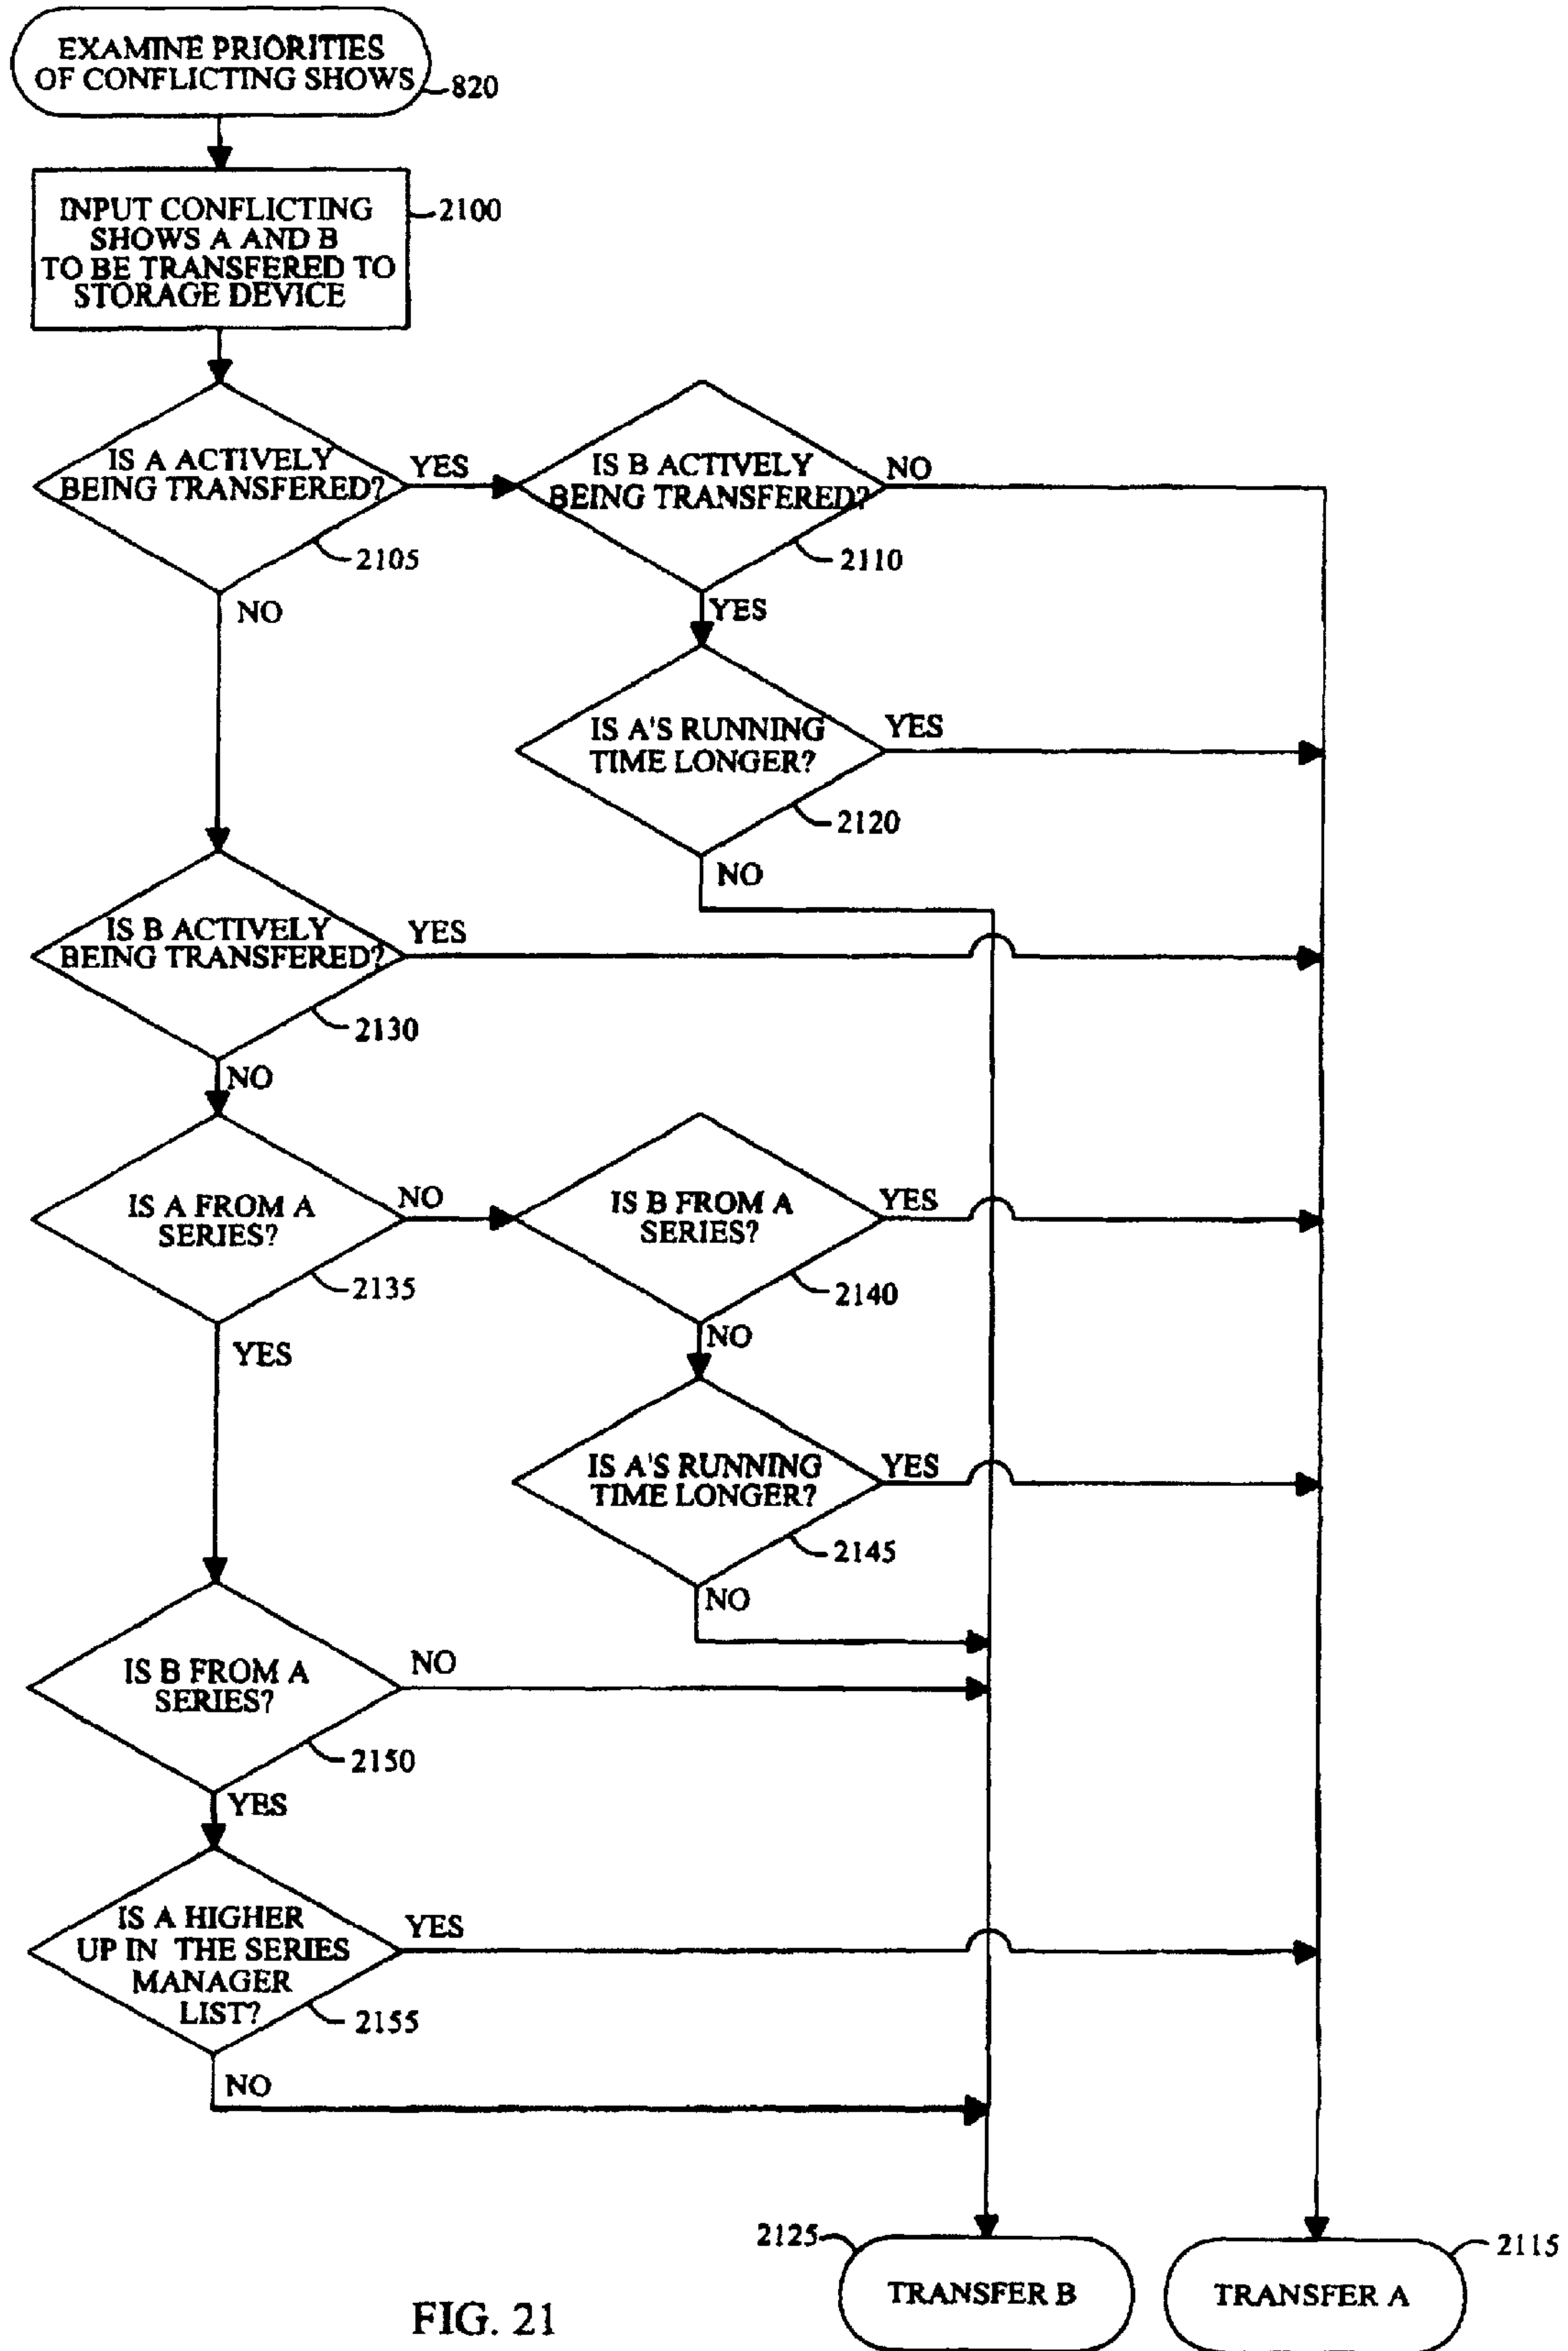 EXAMINE PRIORITIES
OF CONFLICTING SHOWS
820
INPUT CONFLICTING
SHOWS A AND B
TO BE TRANSFERED TO
STORAGE DEVICE
2100
IS A ACTIVELY
BEING TRANSFERED?
YES
2105
NO
IS B ACTIVELY
BEING TRANSFERED?
NO
2110
YES
IS A'S RUNNING
TIME LONGER?
YES
2120
NO
IS B ACTIVELY
BEING TRANSFERED?
YES
2130
NO
IS A FROM A
SERIES?
NO
2135
YES
IS B FROM A
SERIES?
YES
2140
NO
IS A'S RUNNING
TIME LONGER?
YES
2145
NO
IS B FROM A
SERIES?
NO
2150
YES
IS A HIGHER
UP IN THE SERIES
MANAGER
LIST?
YES
2155
NO
2125
TRANSFER B
2115
TRANSFER A
FIG. 21